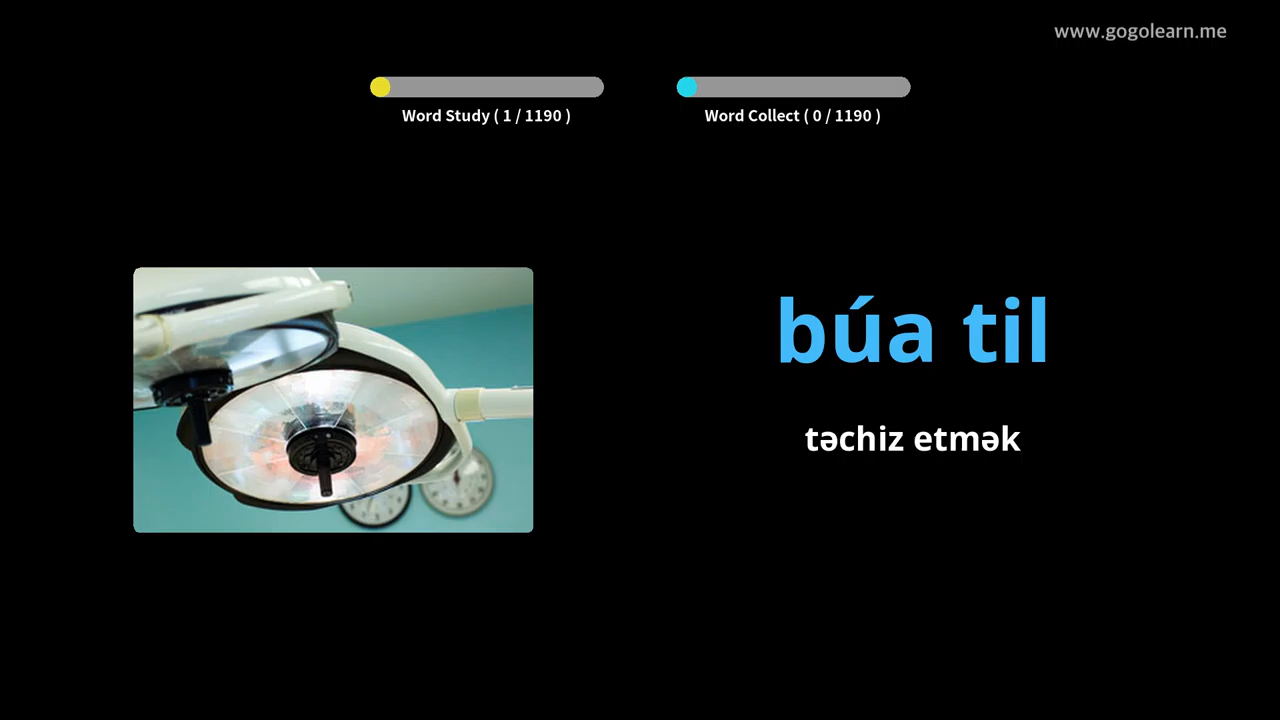 www.gogolearn.me
Word Study ( 1 / 1190 )
Word Collect ( 0 / 1190 )
búa til
təchiz etmək